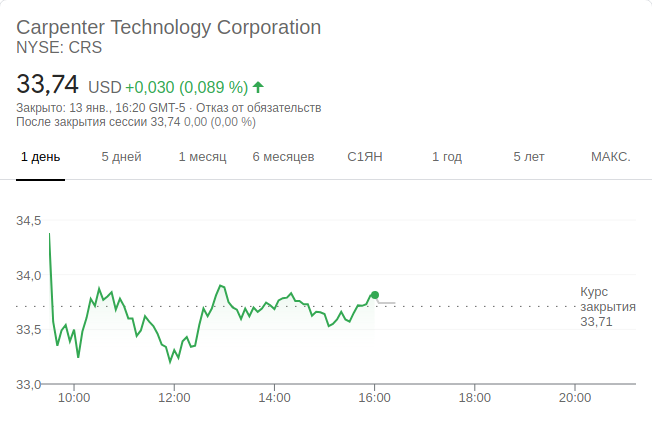 Carpenter Technology Corporation
NYSE: CRS
33,74 USD +0,030 (0,089 %)
Закрыто: 13 янв., 16:20 GMT-5 · Отказ от обязательств
После закрытия сессии 33,74 0,00 (0,00 %)
1 день 5 дней 1 месяц 6 месяцев С1ЯН 1 год 5 лет МАКС.
34,5
34,0
33,5
33,0
Курс
закрытия
33,71
10:00 12:00 14:00 16:00 18:00 20:00